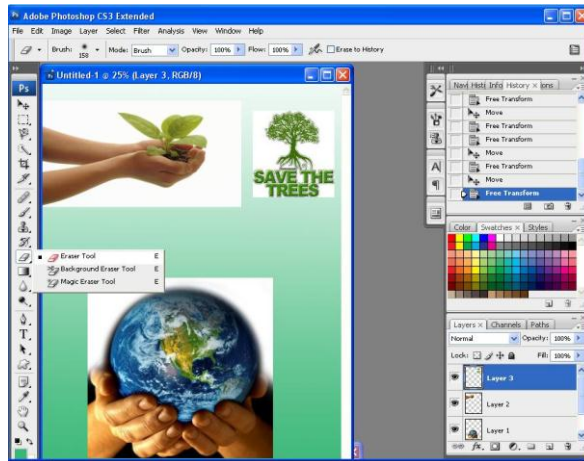 Adobe Photoshop CS3 Extended
File Edit Image Layer Select Filter Analysis View Window Help
Brush: 158 Mode: Brush Opacity: 100% Flow: 100% Erase to History
Untitled-1 @ 25% (Layer 3, RGB/8)
Ps
SAVE THE
TREES
Eraser Tool E
Background Eraser Tool E
Magic Eraser Tool E
T
A
Info History x
Free Transform
Move
Free Transform
Free Transform
Move
Free Transform
Move
Free Transform
Color Swatches x Styles
Layers x Channels Paths
Normal Opacity: 100%
Lock: Fill: 100%
Layer 3
Layer 2
Layer 1